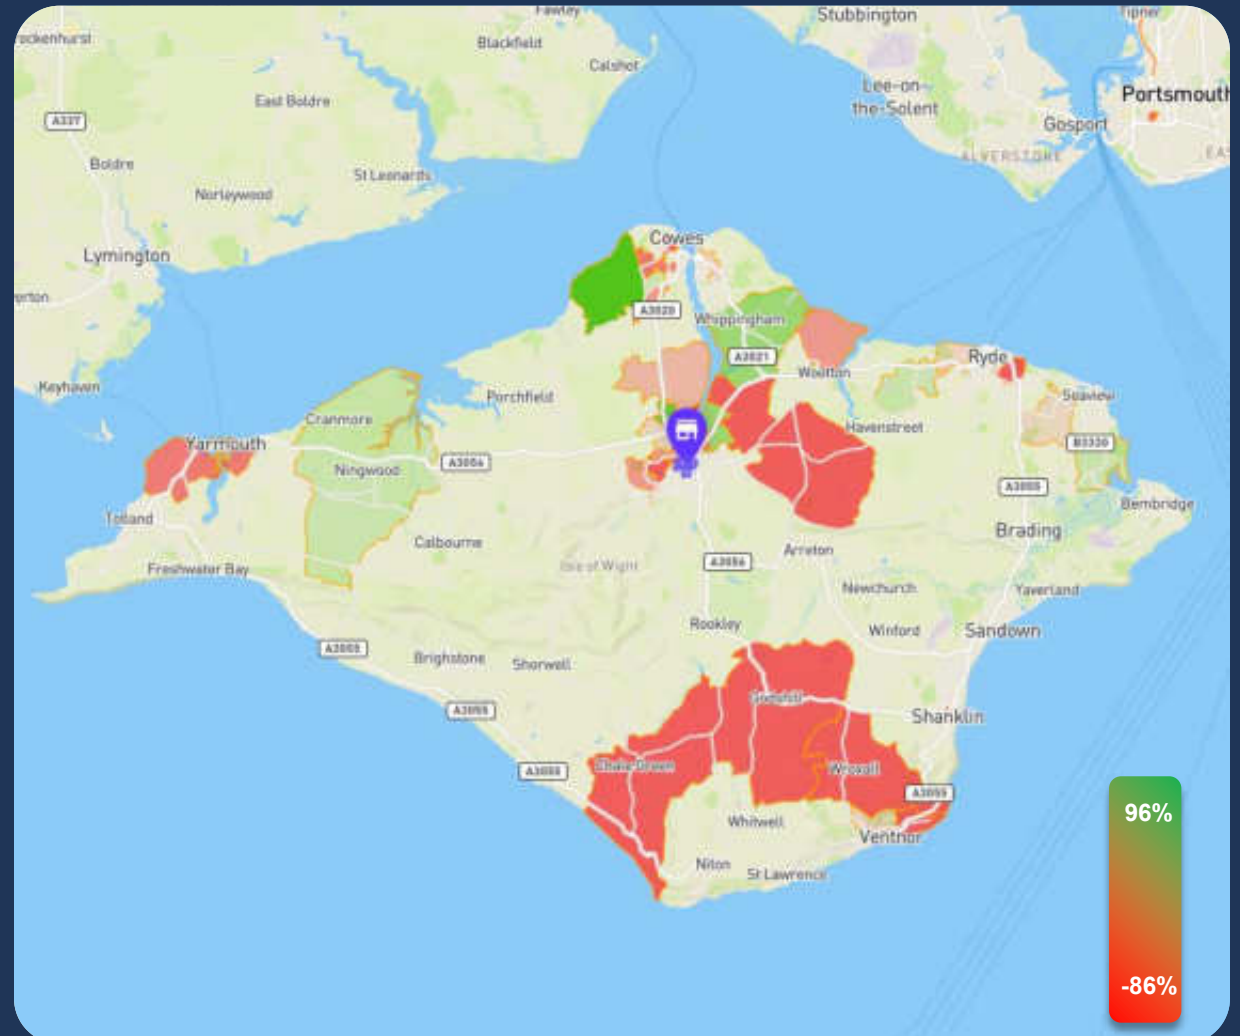 Fawley
Stubbington
Tipner
Blackfield
Calshot
Lee-on-
the-Solent
Portsmouth
East Boldre
A337
Gosport
ALVERSTOKE
Boldre
St Leonards
Norleywood
Lymington
Cowes
A3020
Whippingham
A3021
Ryde
Wootton
Keyhaven
Porchfield
Seaview
Cranmore
Havenstreet
Yarmouth
B3330
A3054
Ningwood
A3055
Bembridge
Totland
Brading
Calbourne
Arreton
Freshwater Bay
Isle of Wight
A3056
Newchurch
Yaverland
Rookley
Winford
Sandown
A3055
Brighstone
Shorwell
Godshill
A3055
Shanklin
Chale Green
Wroxall
A3055
A3055
96%
Whitwell
Ventnor
Niton
St Lawrence
-86%